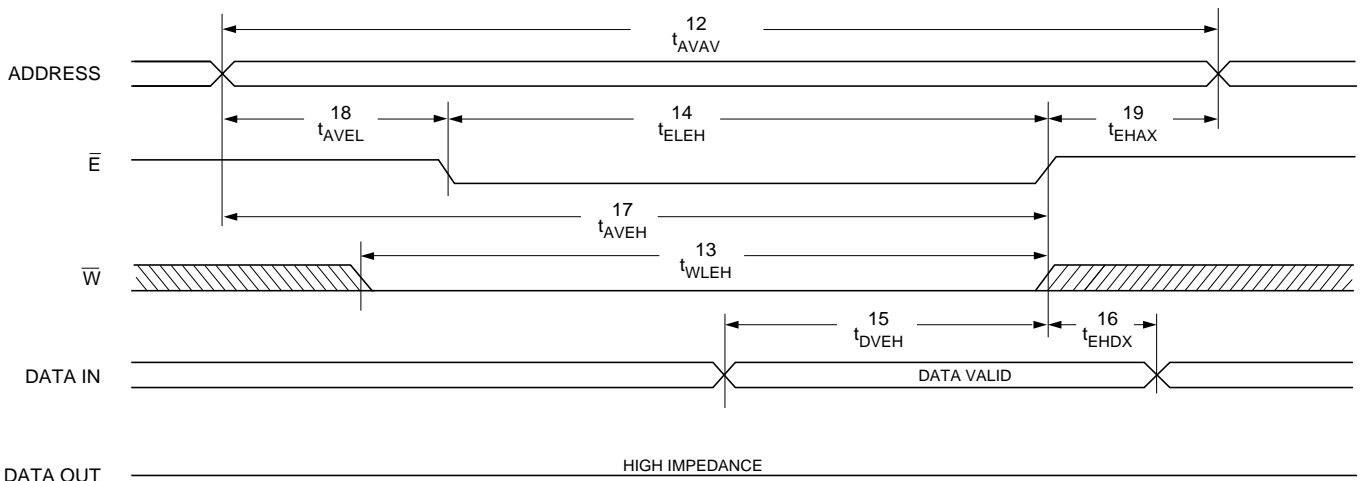 12
tAVAV
ADDRESS
18
tAVEL
14
tELEH
19
tEHAX
E̅
17
tAVEH
13
tWLEH
W̅
15
tDVEH
16
tEHDX
DATA IN
DATA VALID
HIGH IMPEDANCE
DATA OUT